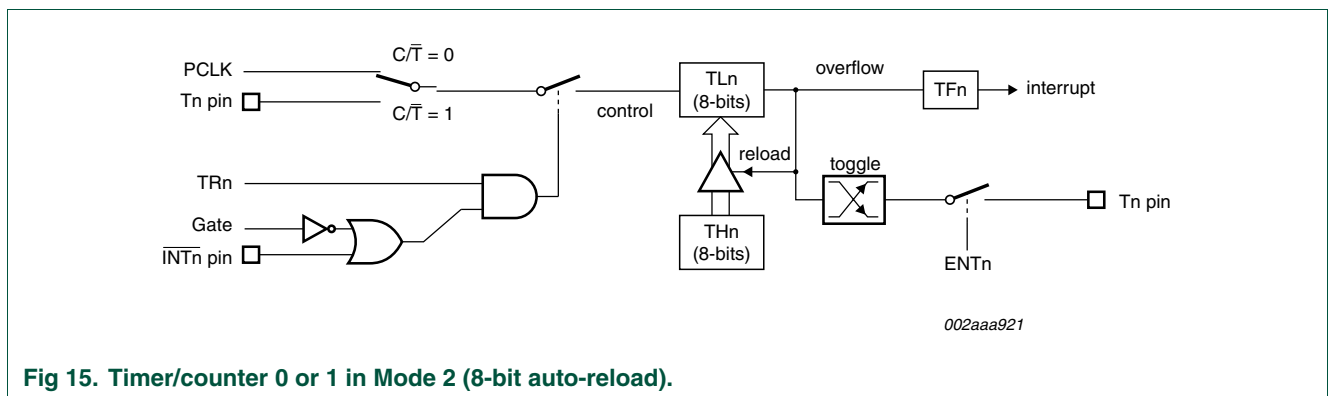 C/T̅ = 0
PCLK
Tn pin
C/T̅ = 1
control
TLn
(8-bits)
overflow
TFn
interrupt
reload
toggle
TRn
Gate
I̅N̅T̅n̅ pin
THn
(8-bits)
Tn pin
ENTn
002aaa921
Fig 15. Timer/counter 0 or 1 in Mode 2 (8-bit auto-reload).